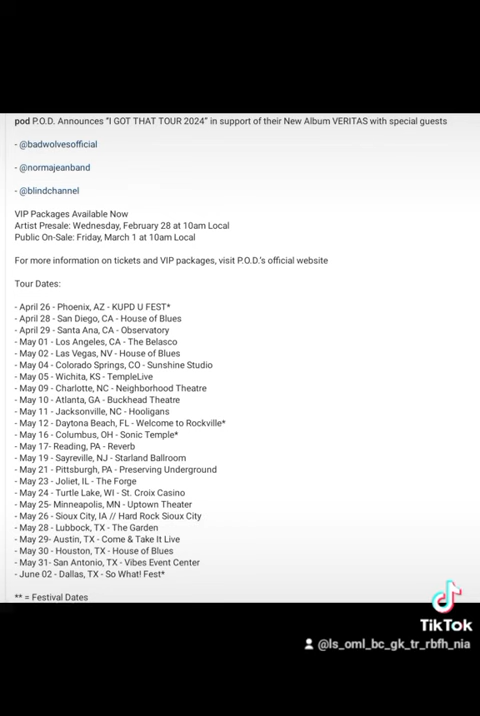 pod P.O.D. Announces “I GOT THAT TOUR 2024” in support of their New Album VERITAS with special guests
- @badwolvesofficial
- @normajeanband
- @blindchannel
VIP Packages Available Now
Artist Presale: Wednesday, February 28 at 10am Local
Public On-Sale: Friday, March 1 at 10am Local
For more information on tickets and VIP packages, visit P.O.D.'s official website
Tour Dates:
- April 26 - Phoenix, AZ - KUPD U FEST*
- April 28 - San Diego, CA - House of Blues
- April 29 - Santa Ana, CA - Observatory
- May 01 - Los Angeles, CA - The Belasco
- May 02 - Las Vegas, NV - House of Blues
- May 04 - Colorado Springs, CO - Sunshine Studio
- May 05 - Wichita, KS - TempleLive
- May 09 - Charlotte, NC - Neighborhood Theatre
- May 10 - Atlanta, GA - Buckhead Theatre
- May 11 - Jacksonville, NC - Hooligans
- May 12 - Daytona Beach, FL - Welcome to Rockville*
- May 16 - Columbus, OH - Sonic Temple*
- May 17- Reading, PA - Reverb
- May 19 - Sayreville, NJ - Starland Ballroom
- May 21 - Pittsburgh, PA - Preserving Underground
- May 23 - Joliet, IL - The Forge
- May 24 - Turtle Lake, WI - St. Croix Casino
- May 25- Minneapolis, MN - Uptown Theater
- May 26 - Sioux City, IA // Hard Rock Sioux City
- May 28 - Lubbock, TX - The Garden
- May 29- Austin, TX - Come & Take It Live
- May 30 - Houston, TX - House of Blues
- May 31- San Antonio, TX - Vibes Event Center
- June 02 - Dallas, TX - So What! Fest*
** = Festival Dates
TikTok
@ls_oml_bc_gk_tr_rbfh_nia